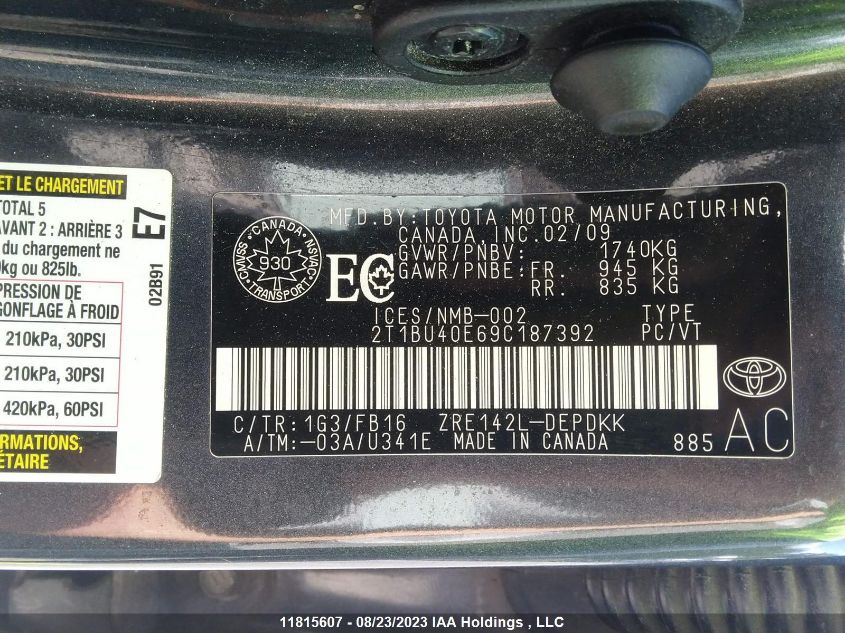 ET LE CHARGEMENT
TOTAL 5
AVANT 2 : ARRIÈRE 3
du chargement ne
kg ou 825lb.
E7
02B91
PRESSION DE
GONFLAGE À FROID
210kPa, 30PSI
210kPa, 30PSI
420kPa, 60PSI
CANADA
SVMNC
NSVAC
930
TRANSPORT
EC
MFD.BY:TOYOTA MOTOR MANUFACTURING,
CANADA,INC.02/09
GVWR/PNBV: 1740KG
GAWR/PNBE:FR. 945 KG
RR. 835 KG
ICES/NMB-002 TYPE
2T1BU40E69C187392 PC/VT
C/TR:1G3/FB16 ZRE142L-DEPDKK
A/TM:-03A/U341E MADE IN CANADA
885 AC
11815607 - 08/23/2023 IAA Holdings , LLC